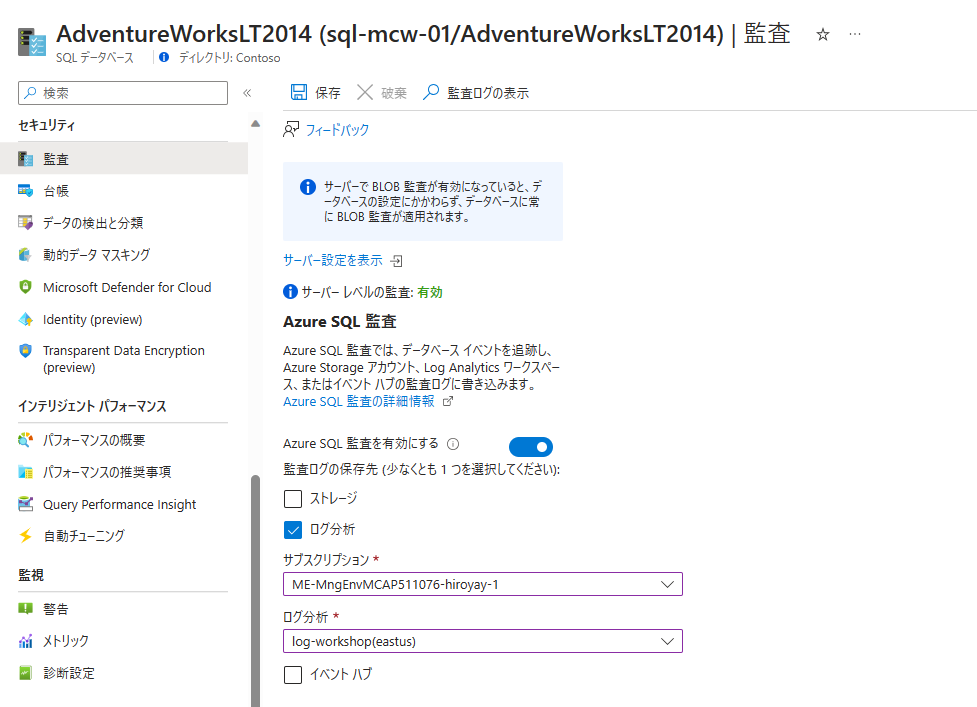 AdventureWorksLT2014 (sql-mcw-01/AdventureWorksLT2014) | 監査
SQL データベース
ディレクトリ: Contoso
検索
保存
破棄
監査ログの表示
セキュリティ
監査
台帳
データの検出と分類
動的データ マスキング
Microsoft Defender for Cloud
Identity (preview)
Transparent Data Encryption
(preview)
インテリジェント パフォーマンス
パフォーマンスの概要
パフォーマンスの推奨事項
Query Performance Insight
自動チューニング
監視
警告
メトリック
診断設定
フィードバック
サーバーで BLOB 監査が有効になっていると、デ
ータベースの設定にかかわらず、データベースに常
に BLOB 監査が適用されます。
サーバー設定を表示
サーバー レベルの監査: 有効
Azure SQL 監査
Azure SQL 監査では、データベース イベントを追跡し、
Azure Storage アカウント、Log Analytics ワークスペー
ス、またはイベント ハブの監査ログに書き込みます。
Azure SQL 監査の詳細情報
Azure SQL 監査を有効にする
監査ログの保存先 (少なくとも 1 つを選択してください):
ストレージ
ログ分析
サブスクリプション *
ME-MngEnvMCAP511076-hiroyay-1
ログ分析 *
log-workshop(eastus)
イベント ハブ